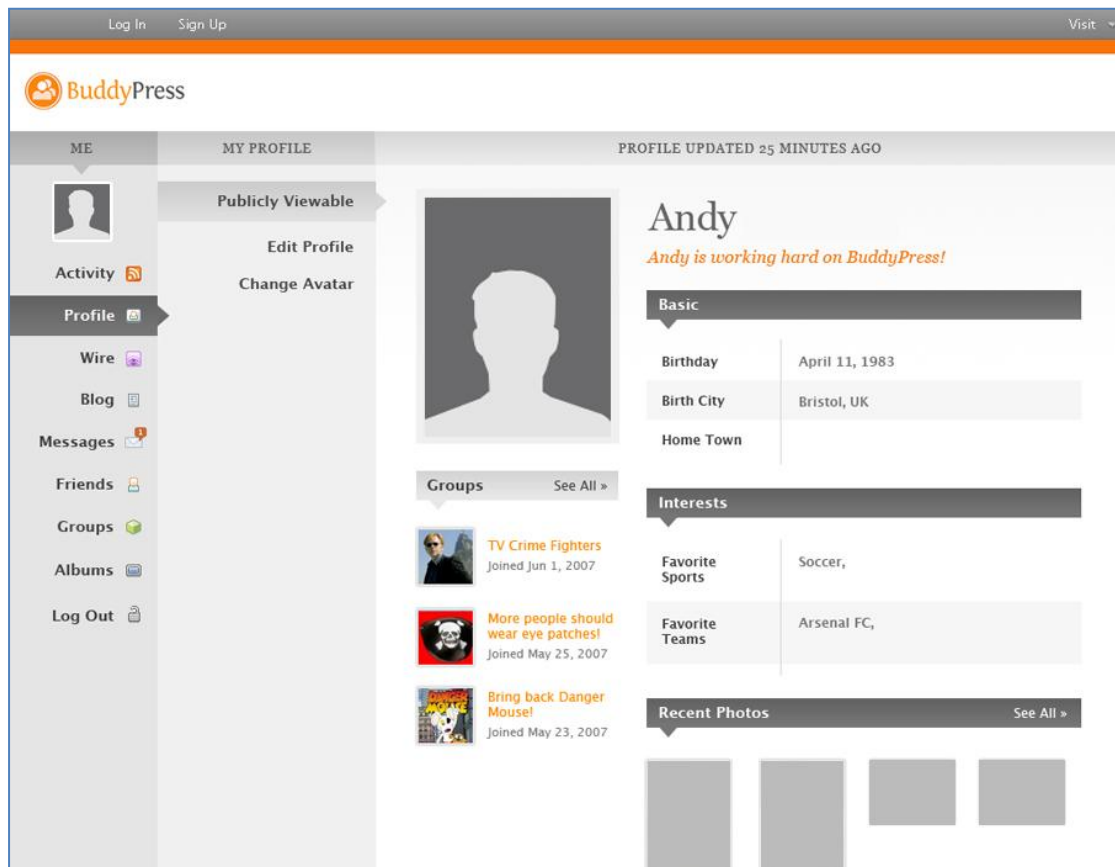 Log In
Sign Up
Visit
BuddyPress
ME
MY PROFILE
PROFILE UPDATED 25 MINUTES AGO
Activity
Profile
Wire
Blog
Messages
1
Friends
Groups
Albums
Log Out
Publicly Viewable
Edit Profile
Change Avatar
Andy
Andy is working hard on BuddyPress!
Basic
Birthday
April 11, 1983
Birth City
Bristol, UK
Home Town
Groups
See All »
TV Crime Fighters
Joined Jun 1, 2007
More people should
wear eye patches!
Joined May 25, 2007
DANGER
MOUSE
Bring back Danger
Mouse!
Joined May 23, 2007
Interests
Favorite
Sports
Soccer,
Favorite
Teams
Arsenal FC,
Recent Photos
See All »